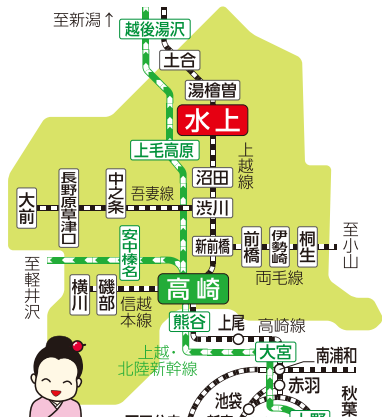 至新潟↑
越後湯沢
土合
湯檜曽
水上
上毛高原
上越線
沼田
長野原草津口
中之条
吾妻線
大前
渋川
新前橋
前橋
伊勢崎
桐生
至小山
両毛線
安中榛名
至軽井沢
横川
磯部
信越
本線
高崎
熊谷
上尾
高崎線
上越・
北陸新幹線
大宮
南浦和
赤羽
池袋
秋葉
上野